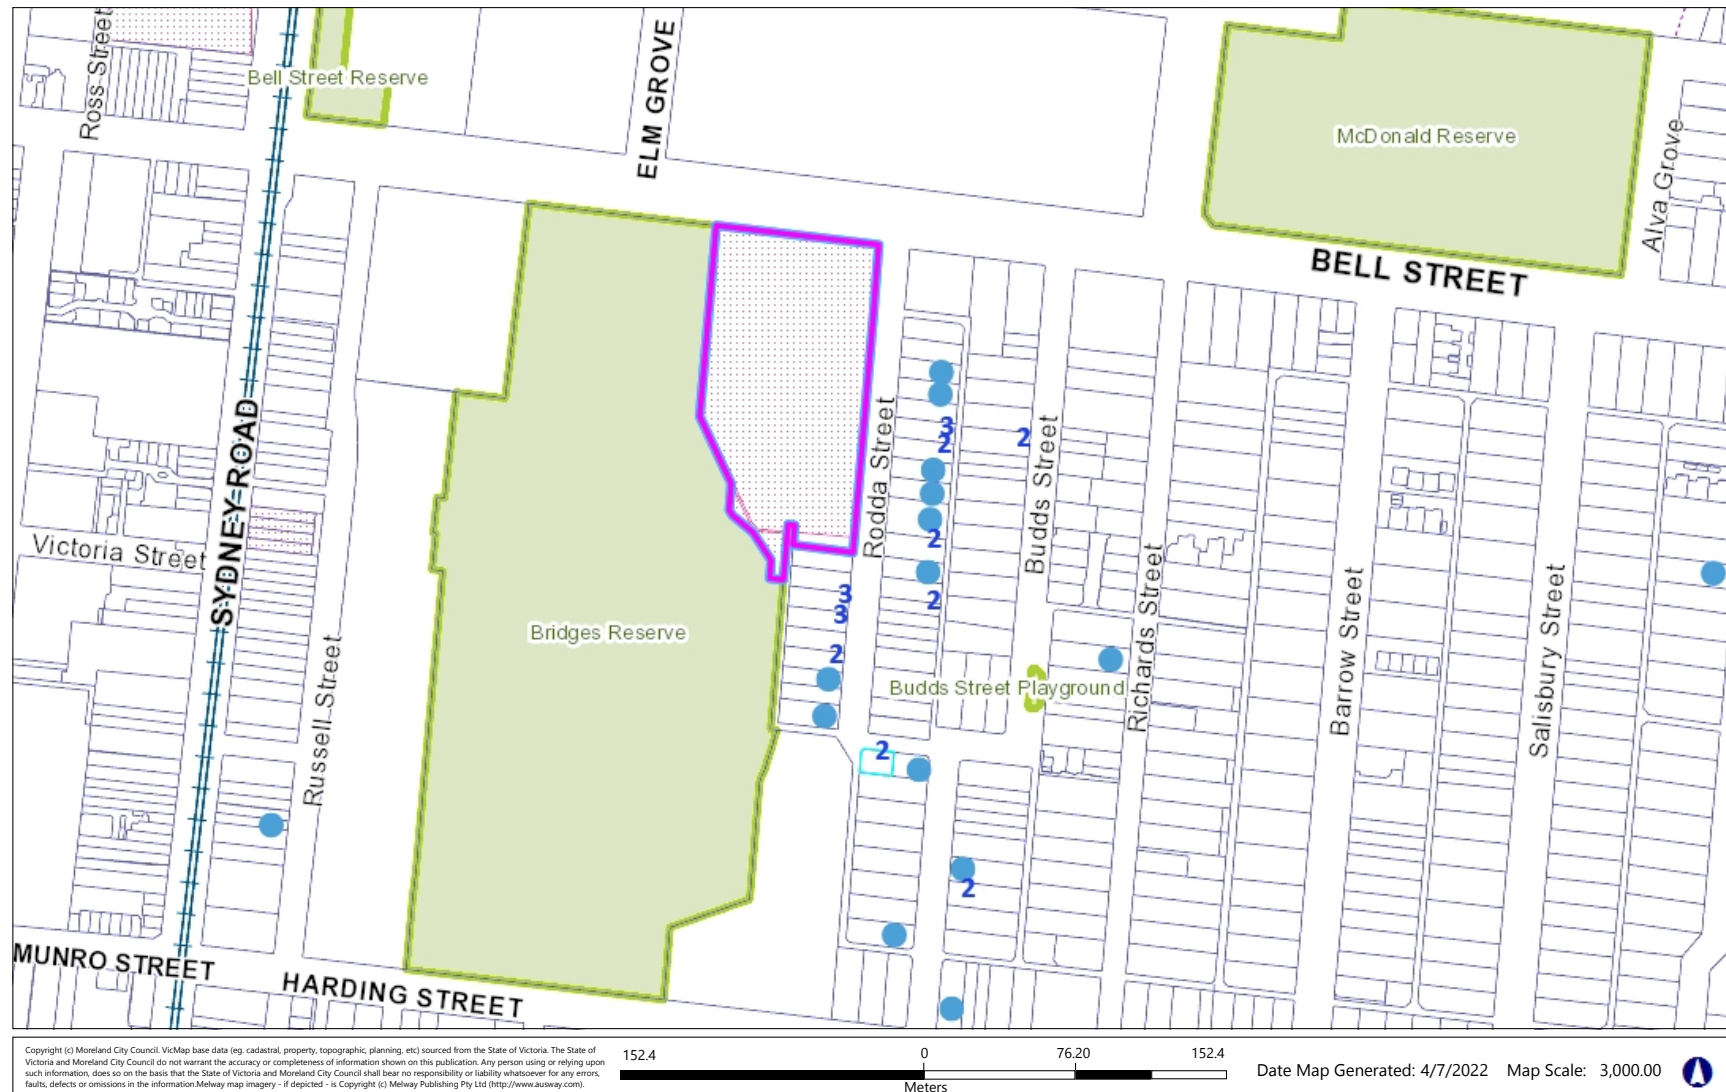 Ross Street
Bell Street Reserve
ELM GROVE
McDonald Reserve
Alva Grove
BELL STREET
SYDNEY ROAD
Rodda Street
3
2
2
Budds Street
Victoria Street
2
2
3
3
2
Bridges Reserve
Richards Street
Barrow Street
Salisbury Street
Russell Street
Budds Street Playground
2
2
MUNRO STREET
HARDING STREET
Copyright (c) Moreland City Council. VicMap base data (eg. cadastral, property, topographic, planning, etc) sourced from the State of Victoria. The State of
Victoria and Moreland City Council do not warrant the accuracy or completeness of information shown on this publication. Any person using or relying upon
such information, does so on the basis that the State of Victoria and Moreland City Council shall bear no responsibility or liability whatsoever for any errors,
faults, defects or omissions in the information.Melway map imagery - if depicted - is Copyright (c) Melway Publishing Pty Ltd (http://www.ausway.com).
152.4 0 76.20 152.4
Meters
Date Map Generated: 4/7/2022 Map Scale: 3,000.00